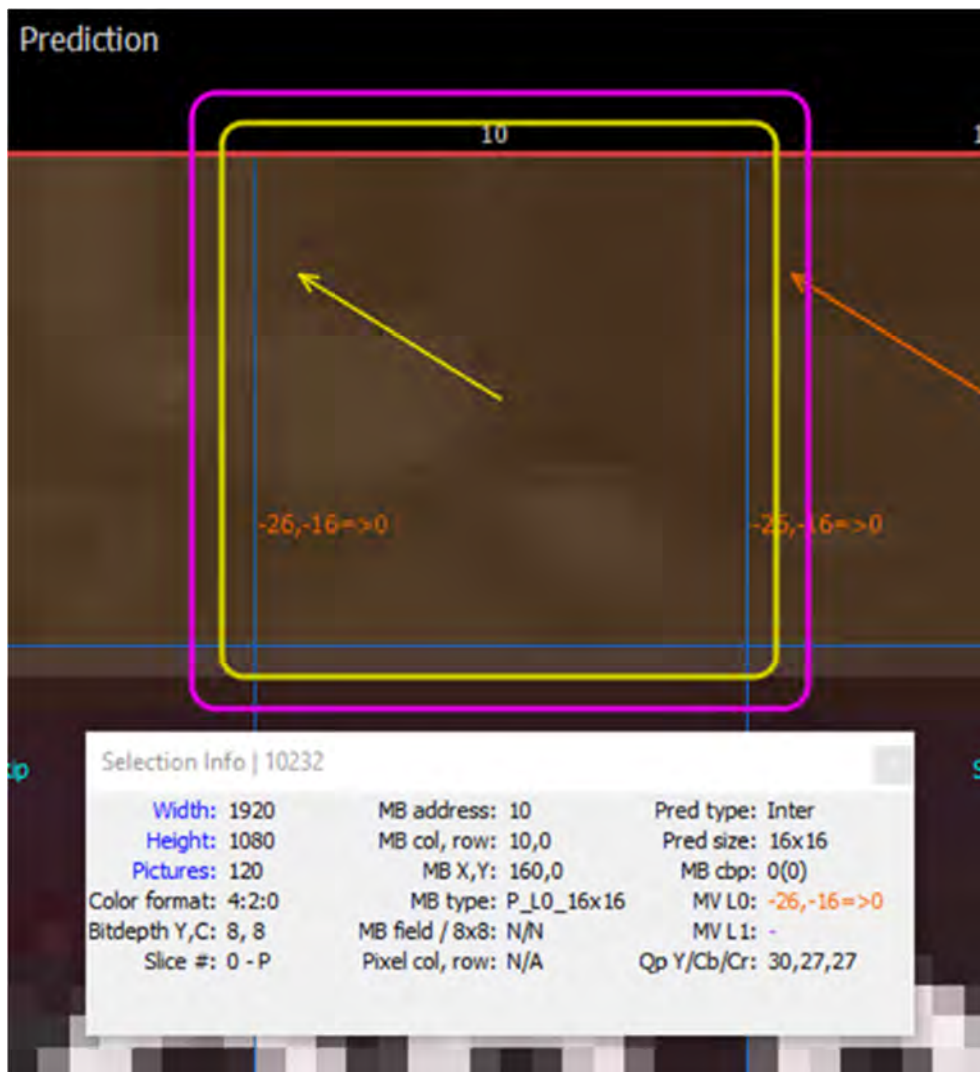 Prediction
10
-26,-16=>0 -26,-16=>0
Selection Info | 10232
Width: 1920 MB address: 10 Pred type: Inter
Height: 1080 MB col, row: 10,0 Pred size: 16x16
Pictures: 120 MB X,Y: 160,0 MB cbp: 0(0)
Color format: 4:2:0 MB type: P_L0_16x16 MV L0: -26,-16=>0
Bitdepth Y,C: 8, 8 MB field / 8x8: N/N MV L1: -
Slice #: 0 - P Pixel col, row: N/A Qp Y/Cb/Cr: 30,27,27